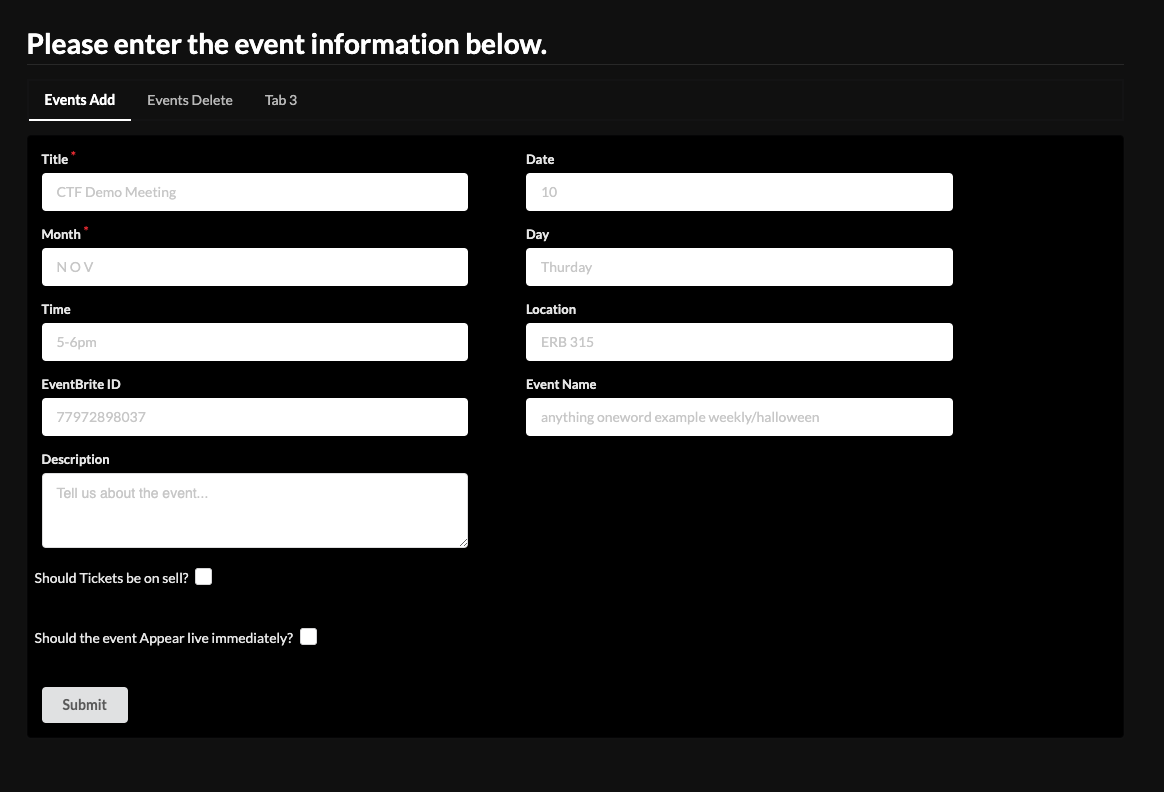 Please enter the event information below.
Events Add Events Delete Tab 3
Title * Date
CTF Demo Meeting 10
Month * Day
N O V Thurday
Time Location
5-6pm ERB 315
EventBrite ID Event Name
77972898037 anything oneword example weekly/halloween
Description
Tell us about the event...
Should Tickets be on sell?
Should the event Appear live immediately?
Submit